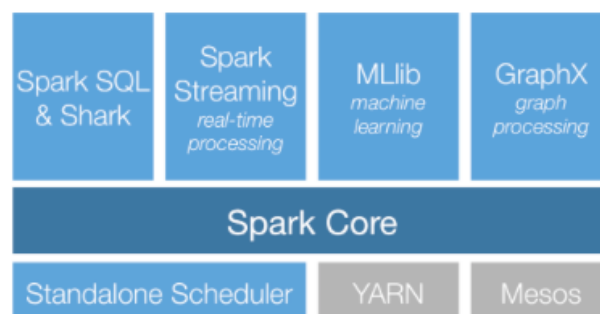 Spark SQL
& Shark
Spark
Streaming
real-time
processing
MLlib
machine
learning
GraphX
graph
processing
Spark Core
Standalone Scheduler
YARN
Mesos